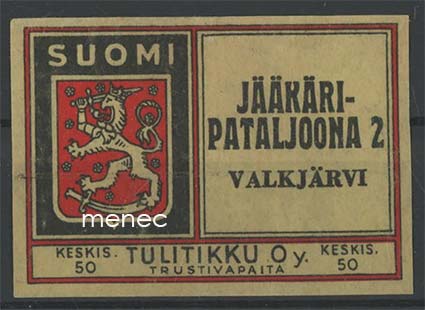 SUOMI
JÄÄKÄRI-
PATALJOONA 2
VALKJÄRVI
menec
KESKIS.
50
TULITIKKU Oy.
TRUSTIVAPAITA
KESKIS.
50